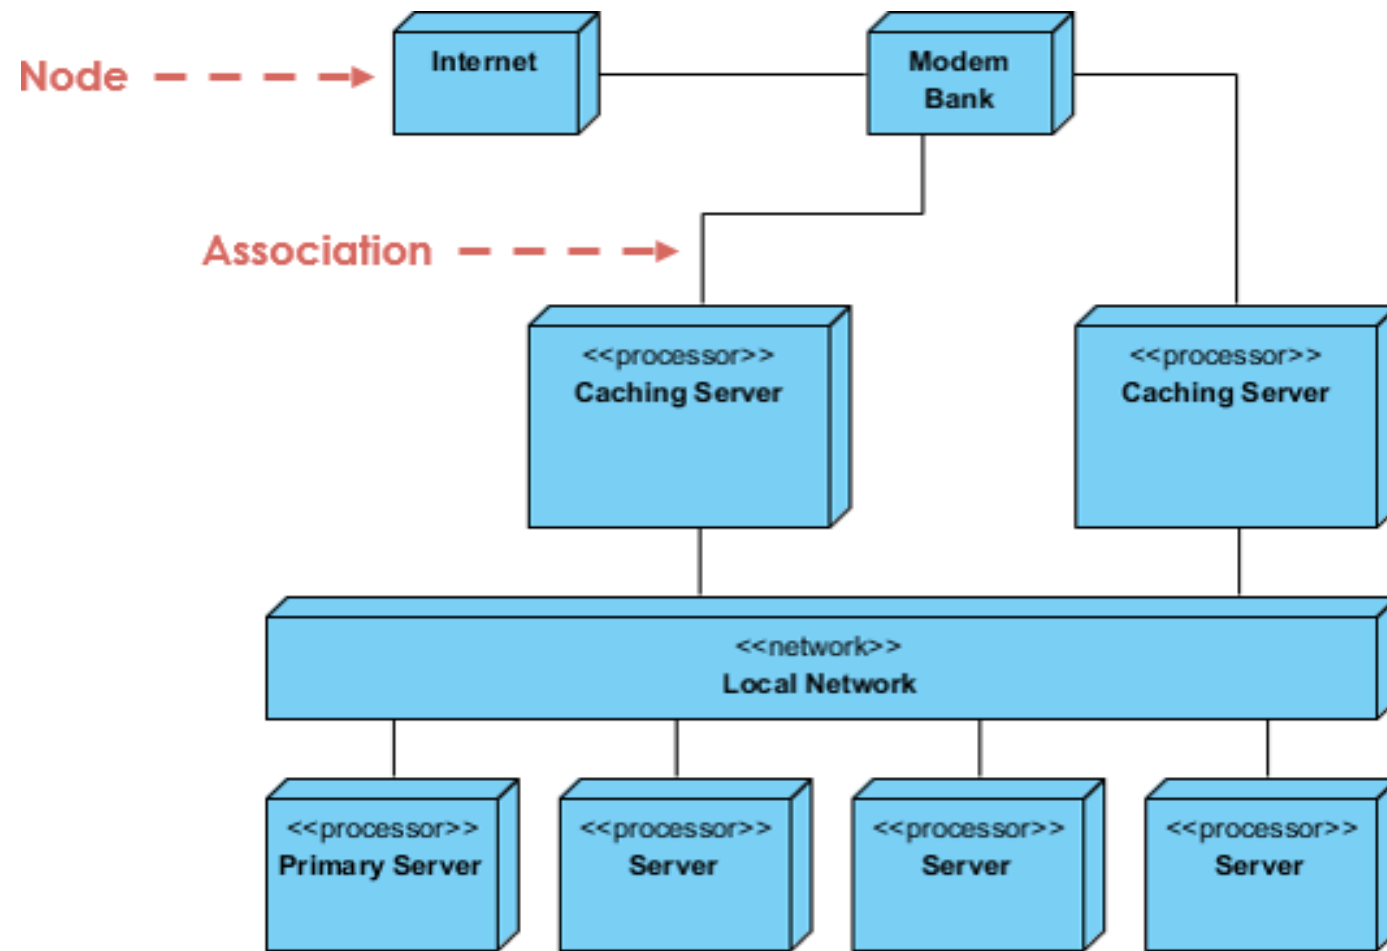 Node
Internet
Modem
Bank
Association
<<processor>>
Caching Server
<<processor>>
Caching Server
<<network>>
Local Network
<<processor>>
Primary Server
<<processor>>
Server
<<processor>>
Server
<<processor>>
Server